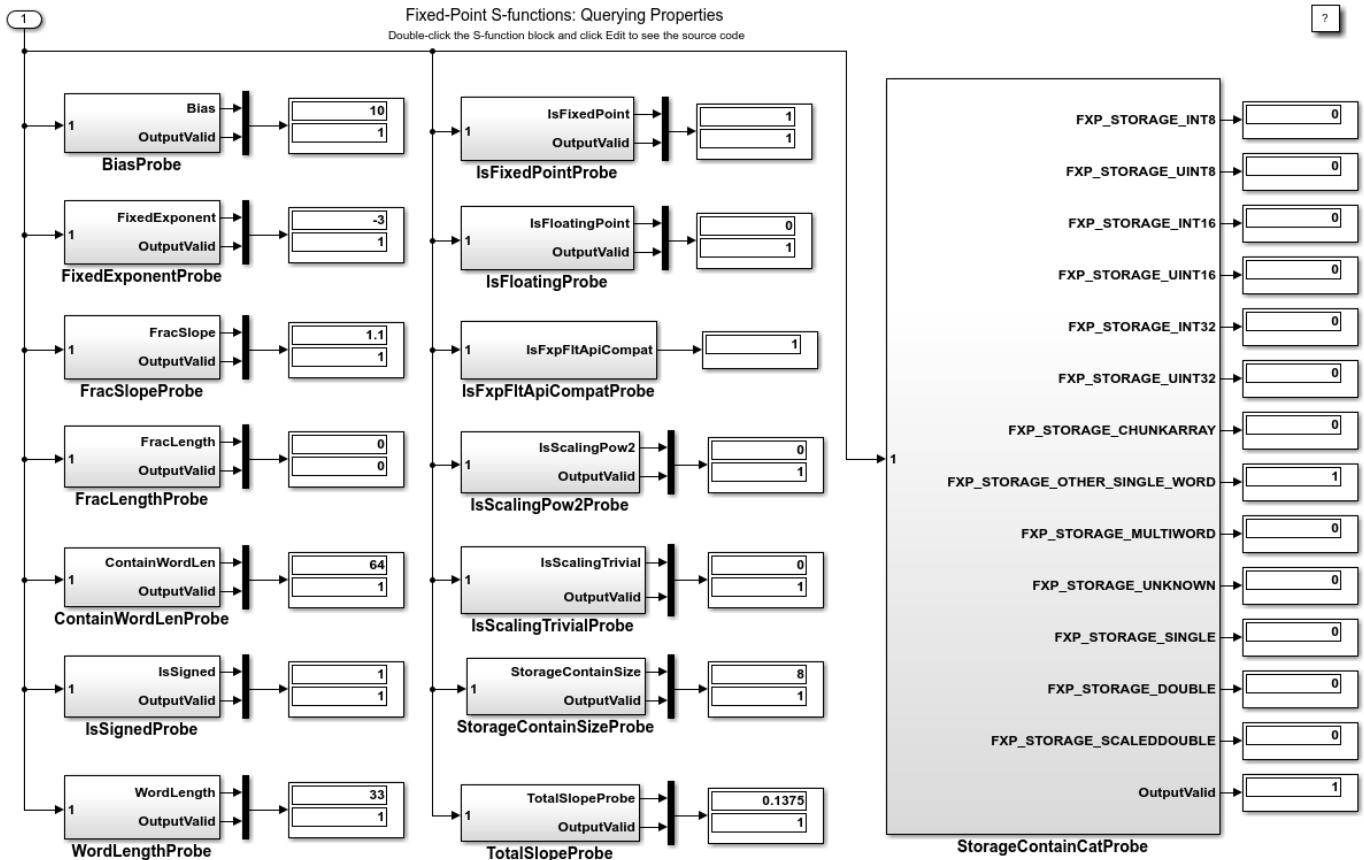 1
Fixed-Point S-functions: Querying Properties
?
Double-click the S-function block and click Edit to see the source code
1
Bias
OutputValid
10
1
BiasProbe
1
FixedExponent
OutputValid
-3
1
FixedExponentProbe
1
FracSlope
OutputValid
1.1
1
FracSlopeProbe
1
FracLength
OutputValid
0
0
FracLengthProbe
1
ContainWordLen
OutputValid
64
1
ContainWordLenProbe
1
IsSigned
OutputValid
1
1
IsSignedProbe
1
WordLength
OutputValid
33
1
WordLengthProbe
1
IsFixedPoint
OutputValid
1
1
IsFixedPointProbe
1
IsFloatingPoint
OutputValid
0
1
IsFloatingProbe
1
IsFxpFltApiCompat
1
IsFxpFltApiCompatProbe
1
IsScalingPow2
OutputValid
0
1
IsScalingPow2Probe
1
IsScalingTrivial
OutputValid
0
1
IsScalingTrivialProbe
1
StorageContainSize
OutputValid
8
1
StorageContainSizeProbe
1
TotalSlopeProbe
OutputValid
0.1375
1
TotalSlopeProbe
1
FXP_STORAGE_INT8 0
FXP_STORAGE_UINT8 0
FXP_STORAGE_INT16 0
FXP_STORAGE_UINT16 0
FXP_STORAGE_INT32 0
FXP_STORAGE_UINT32 0
FXP_STORAGE_CHUNKARRAY 0
FXP_STORAGE_OTHER_SINGLE_WORD 1
FXP_STORAGE_MULTIWORD 0
FXP_STORAGE_UNKNOWN 0
FXP_STORAGE_SINGLE 0
FXP_STORAGE_DOUBLE 0
FXP_STORAGE_SCALEDDOUBLE 0
OutputValid 1
StorageContainCatProbe